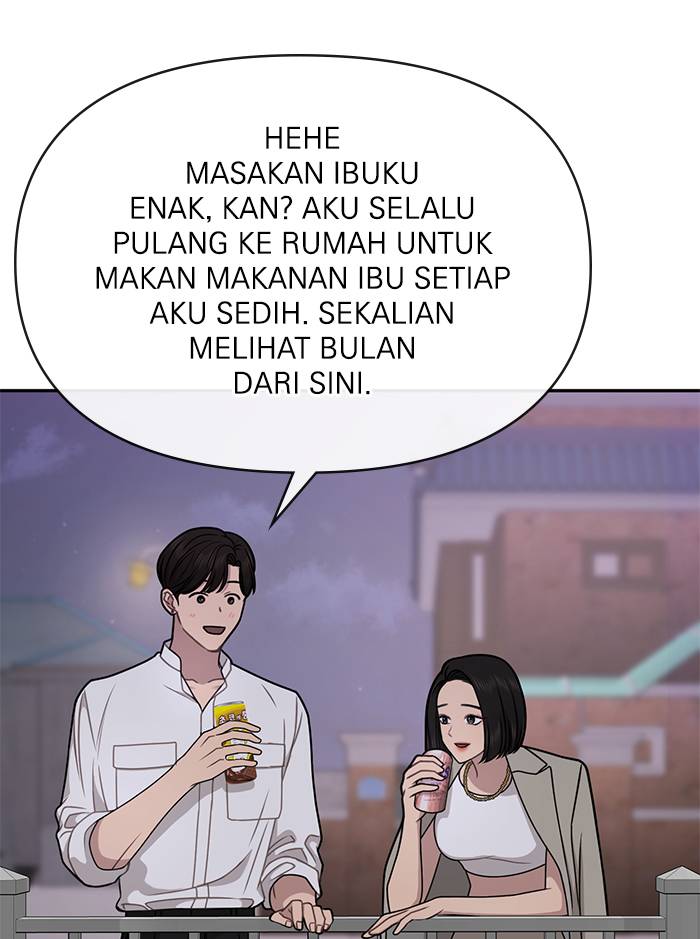 HEHE
MASAKAN IBUKU
ENAK, KAN? AKU SELALU
PULANG KE RUMAH UNTUK
MAKAN MAKANAN IBU SETIAP
AKU SEDIH. SEKALIAN
MELIHAT BULAN
DARI SINI.